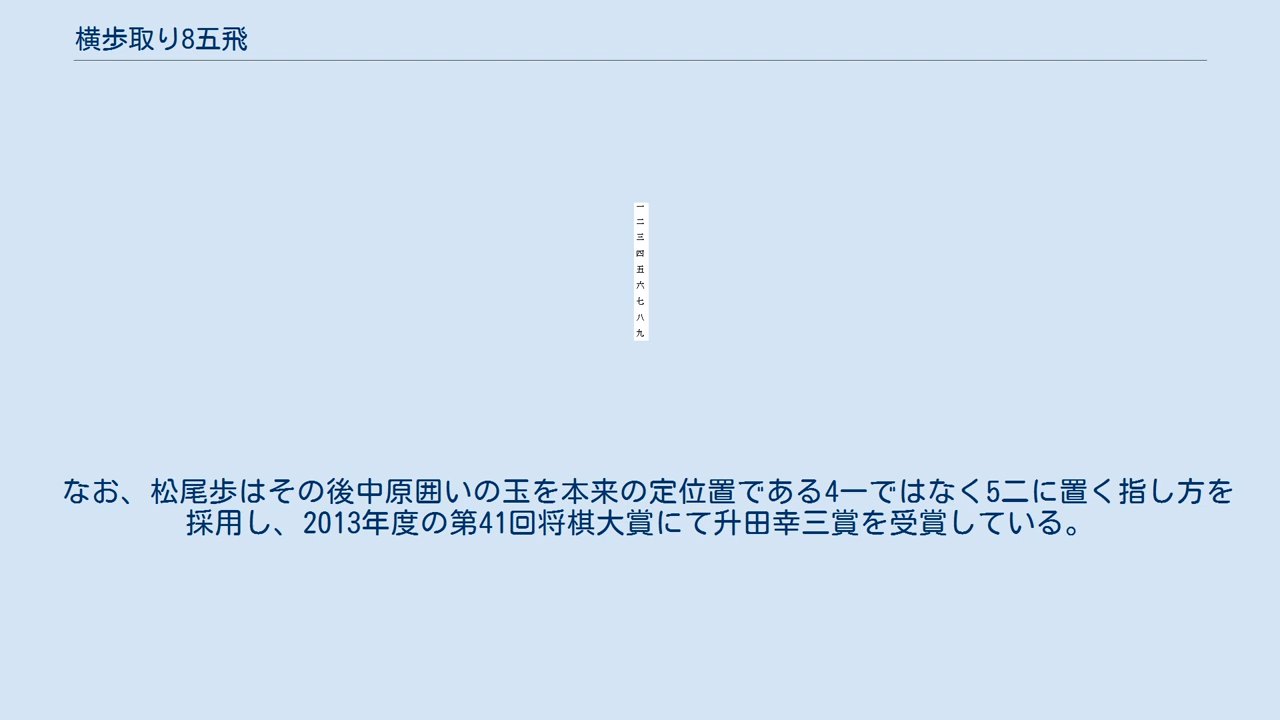 横歩取り8五飛
一
二
三
四
五
六
七
八
九
なお、松尾歩はその後中原囲いの玉を本来の定位置である4一ではなく5二に置く指し方を
採用し、2013年度の第41回将棋大賞にて升田幸三賞を受賞している。